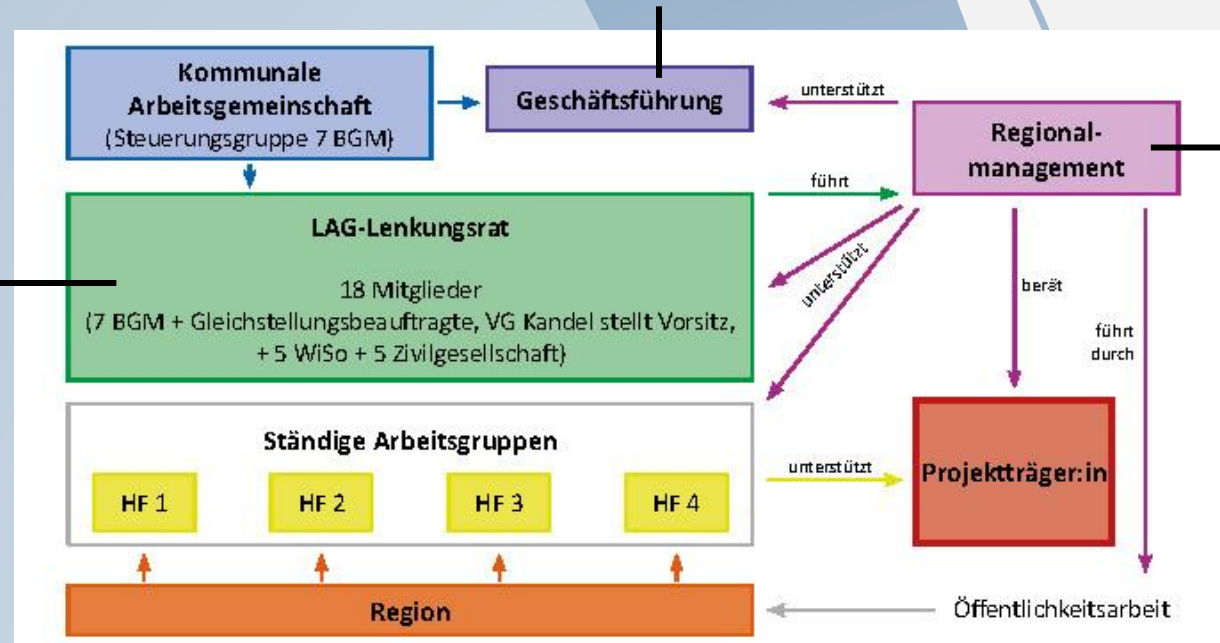 Kommunale
Arbeitsgemeinschaft
(Steuerungsgruppe 7 BGM)
Geschäftsführung
unterstützt
Regional-
management
führt
LAG-Lenkungsrat
18 Mitglieder
(7 BGM + Gleichstellungsbeauftragte, VG Kandel stellt Vorsitz,
+ 5 WiSo + 5 Zivilgesellschaft)
unterstützt
berät
führt
durch
Ständige Arbeitsgruppen
HF 1
HF 2
HF 3
HF 4
unterstützt
Projektträger:in
Region
Öffentlichkeitsarbeit